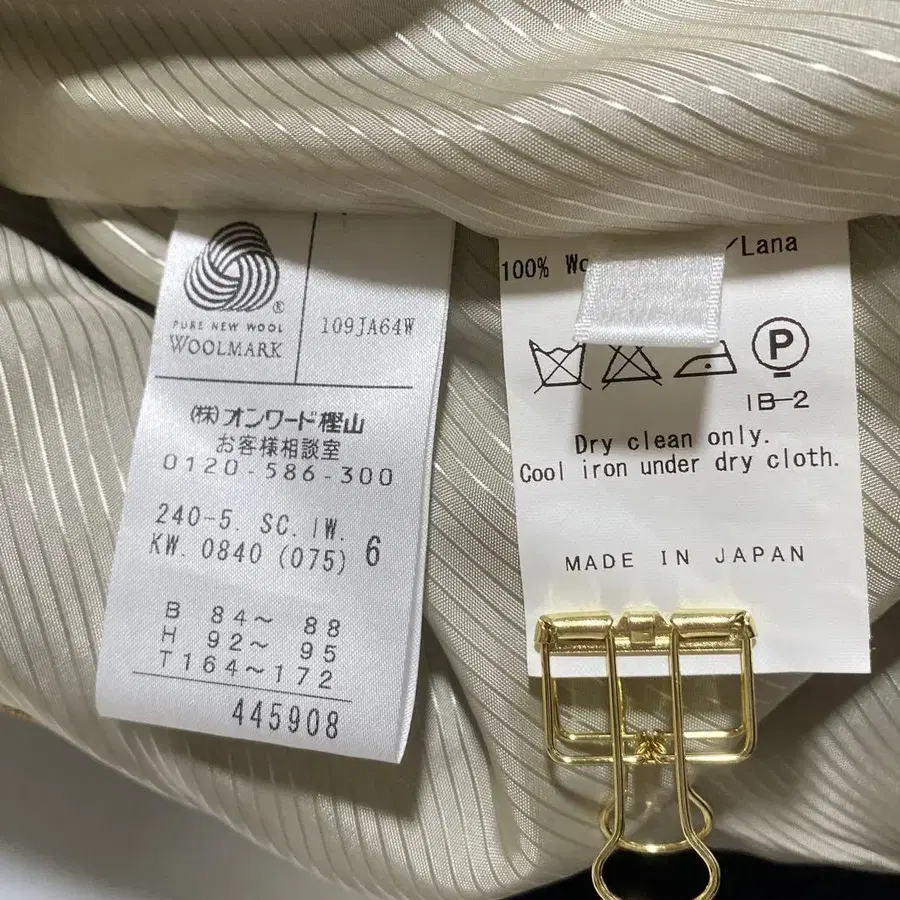 PURE NEW WOOL
WOOLMARK
®
109JA64W
(株)オンワード樫山
お客様相談室
0120-586-300
240-5. SC. IW.
KW. 0840 (075) 6
B 84～ 88
H 92～ 95
T164～172
445908
100% /Lana
P
IB-2
Dry clean only.
Cool iron under dry cloth.
MADE IN JAPAN